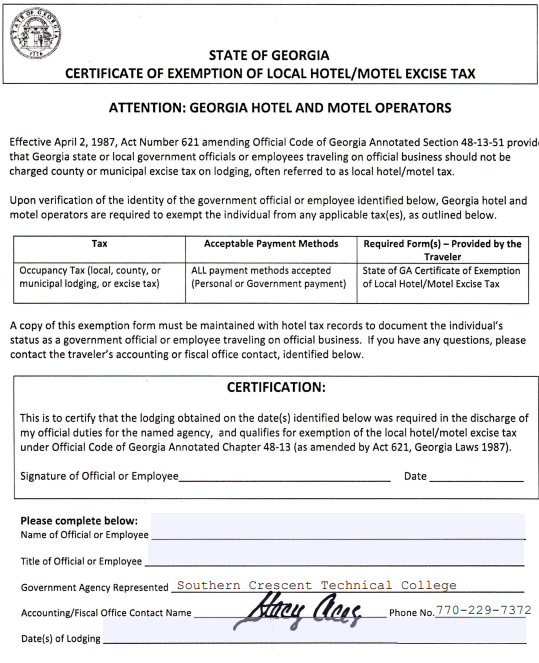 STATE OF GEORGIA
1776
STATE OF GEORGIA
CERTIFICATE OF EXEMPTION OF LOCAL HOTEL/MOTEL EXCISE TAX
ATTENTION: GEORGIA HOTEL AND MOTEL OPERATORS
Effective April 2, 1987, Act Number 621 amending Official Code of Georgia Annotated Section 48-13-51 provide
that Georgia state or local government officials or employees traveling on official business should not be
charged county or municipal excise tax on lodging, often referred to as local hotel/motel tax.
Upon verification of the identity of the government official or employee identified below, Georgia hotel and
motel operators are required to exempt the individual from any applicable tax(es), as outlined below.
Tax Acceptable Payment Methods Required Form(s) – Provided by the
Traveler
Occupancy Tax (local, county, or ALL payment methods accepted State of GA Certificate of Exemption
municipal lodging, or excise tax) (Personal or Government payment) of Local Hotel/Motel Excise Tax
A copy of this exemption form must be maintained with hotel tax records to document the individual's
status as a government official or employee traveling on official business. If you have any questions, please
contact the traveler's accounting or fiscal office contact, identified below.
CERTIFICATION:
This is to certify that the lodging obtained on the date(s) identified below was required in the discharge of
my official duties for the named agency, and qualifies for exemption of the local hotel/motel excise tax
under Official Code of Georgia Annotated Chapter 48-13 (as amended by Act 621, Georgia Laws 1987).
Signature of Official or Employee Date
Please complete below:
Name of Official or Employee
Title of Official or Employee
Government Agency Represented Southern Crescent Technical College
Accounting/Fiscal Office Contact Name Stacy Phone No. 770-229-7372
Date(s) of Lodging